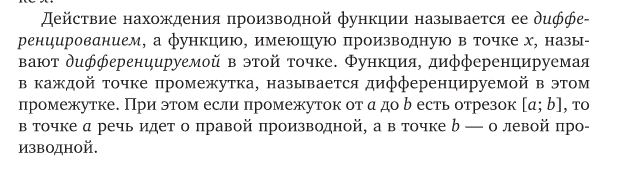 Действие нахождения производной функции называется ее диффе-
ренцированием, а функцию, имеющую производную в точке x, назы-
вают дифференцируемой в этой точке. Функция, дифференцируемая
в каждой точке промежутка, называется дифференцируемой в этом
промежутке. При этом если промежуток от a до b есть отрезок [a; b], то
в точке a речь идет о правой производной, а в точке b — о левой про-
изводной.